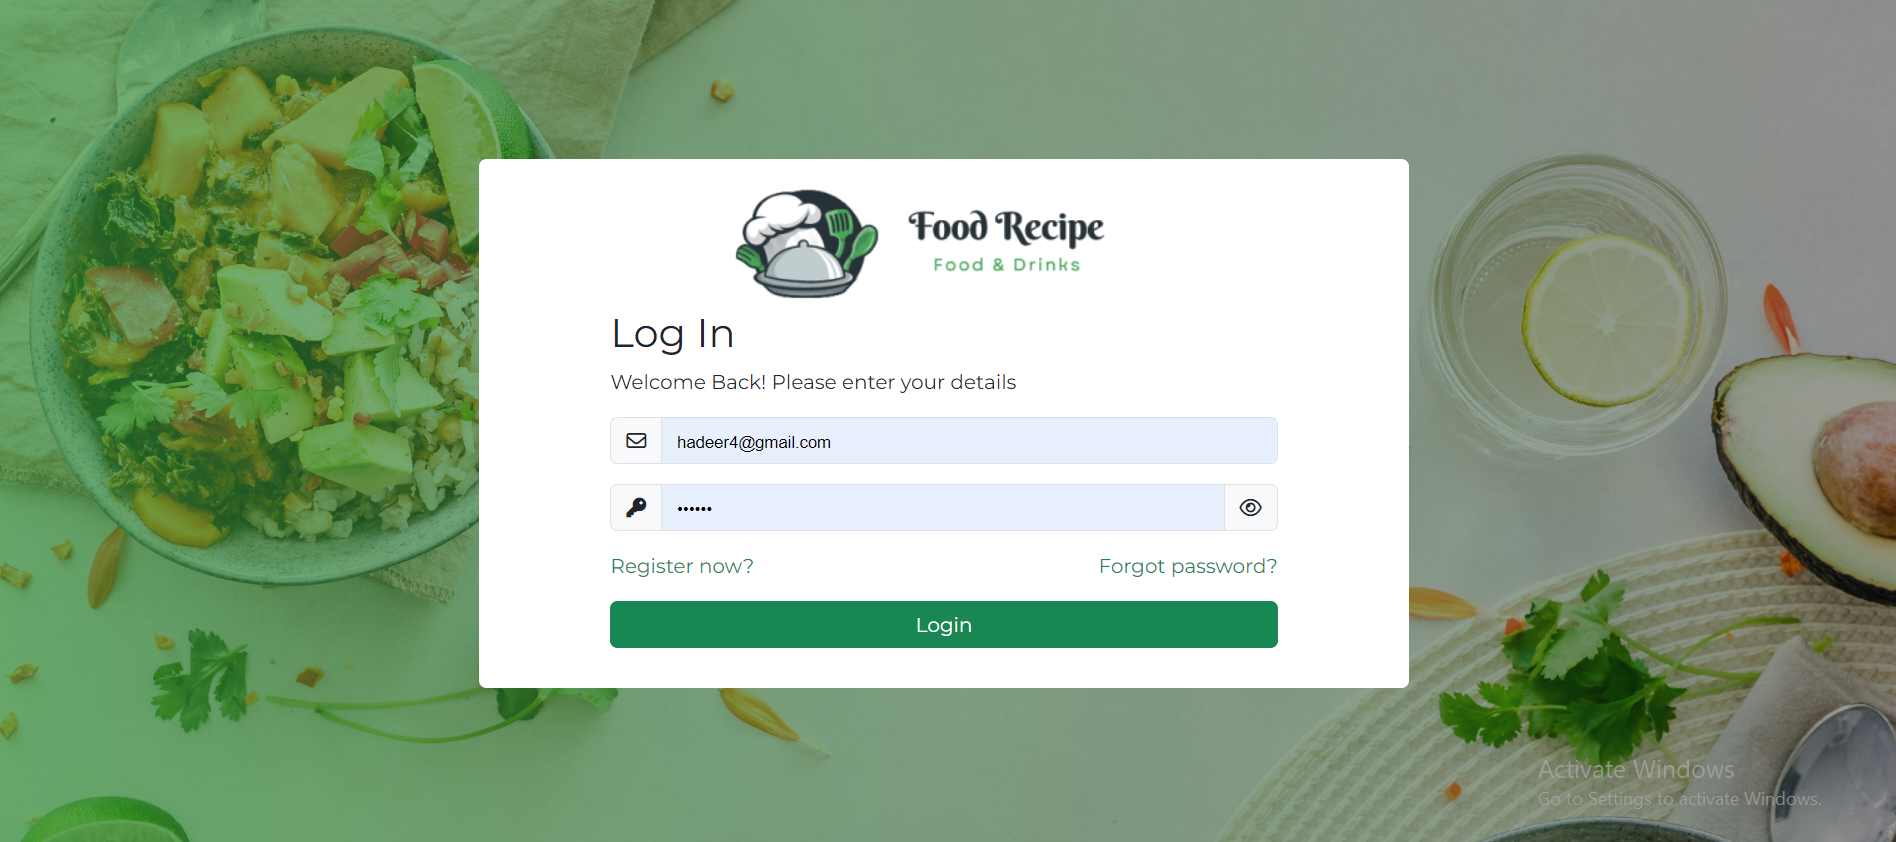 Food Recipe
Food & Drinks
Log In
Welcome Back! Please enter your details
hadeer4@gmail.com
••••••
Register now?
Forgot password?
Login
Activate Windows
Go to Settings to activate Windows.